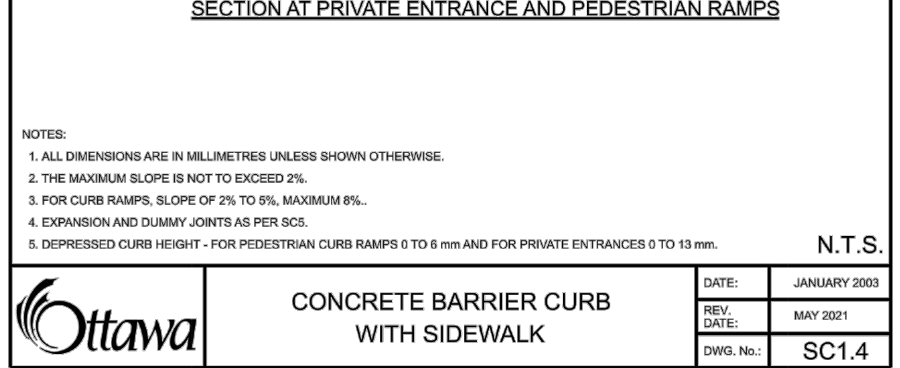 SECTION AT PRIVATE ENTRANCE AND PEDESTRIAN RAMPS
NOTES:
1. ALL DIMENSIONS ARE IN MILLIMETRES UNLESS SHOWN OTHERWISE.
2. THE MAXIMUM SLOPE IS NOT TO EXCEED 2%.
3. FOR CURB RAMPS, SLOPE OF 2% TO 5%, MAXIMUM 8%..
4. EXPANSION AND DUMMY JOINTS AS PER SC5.
5. DEPRESSED CURB HEIGHT - FOR PEDESTRIAN CURB RAMPS 0 TO 6 mm AND FOR PRIVATE ENTRANCES 0 TO 13 mm.
N.T.S.
Ottawa
CONCRETE BARRIER CURB
WITH SIDEWALK
DATE: JANUARY 2003
REV.
DATE: MAY 2021
DWG. No.: SC1.4